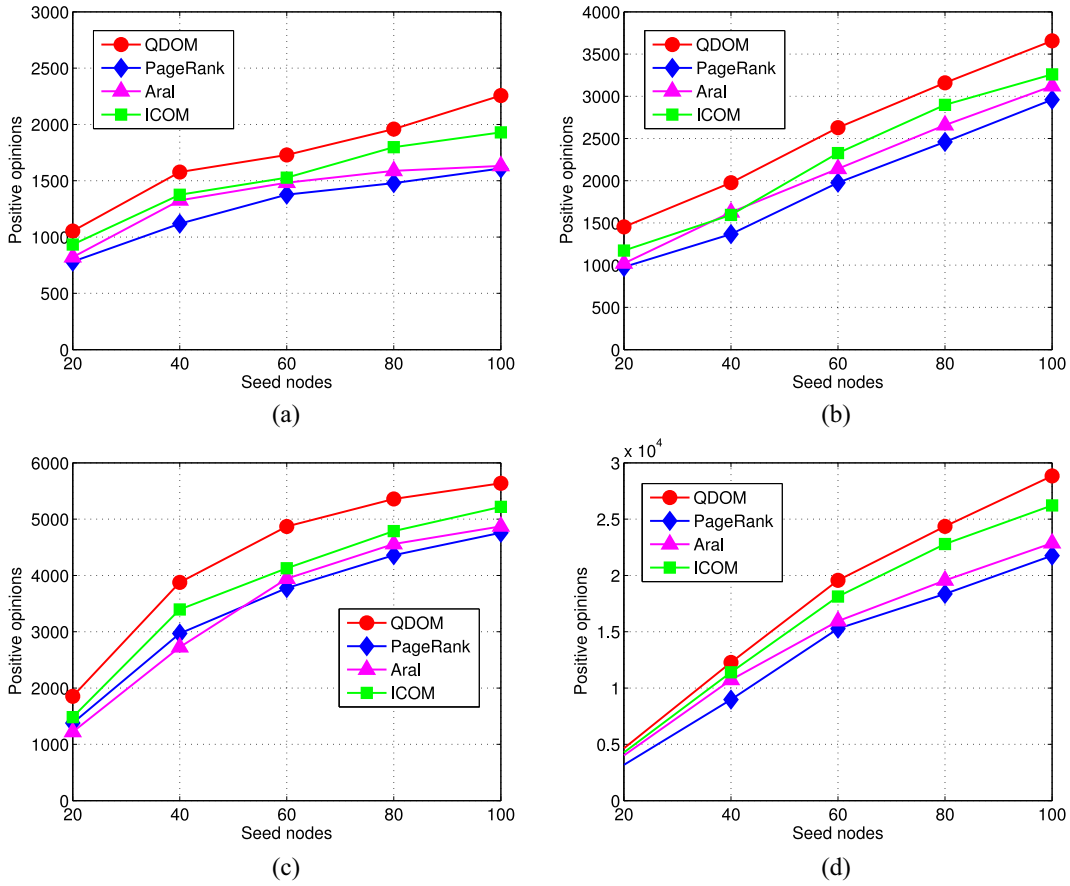 3000
2500
2000
1500
1000
500
0
Positive opinions
QDOM
PageRank
Aral
ICOM
20 40 60 80 100
Seed nodes
(a)
4000
3500
3000
2500
2000
1500
1000
500
0
Positive opinions
QDOM
PageRank
Aral
ICOM
20 40 60 80 100
Seed nodes
(b)
6000
5000
4000
3000
2000
1000
0
Positive opinions
QDOM
PageRank
Aral
ICOM
20 40 60 80 100
Seed nodes
(c)
x 10^4
3
2.5
2
1.5
1
0.5
0
Positive opinions
QDOM
PageRank
Aral
ICOM
20 40 60 80 100
Seed nodes
(d)